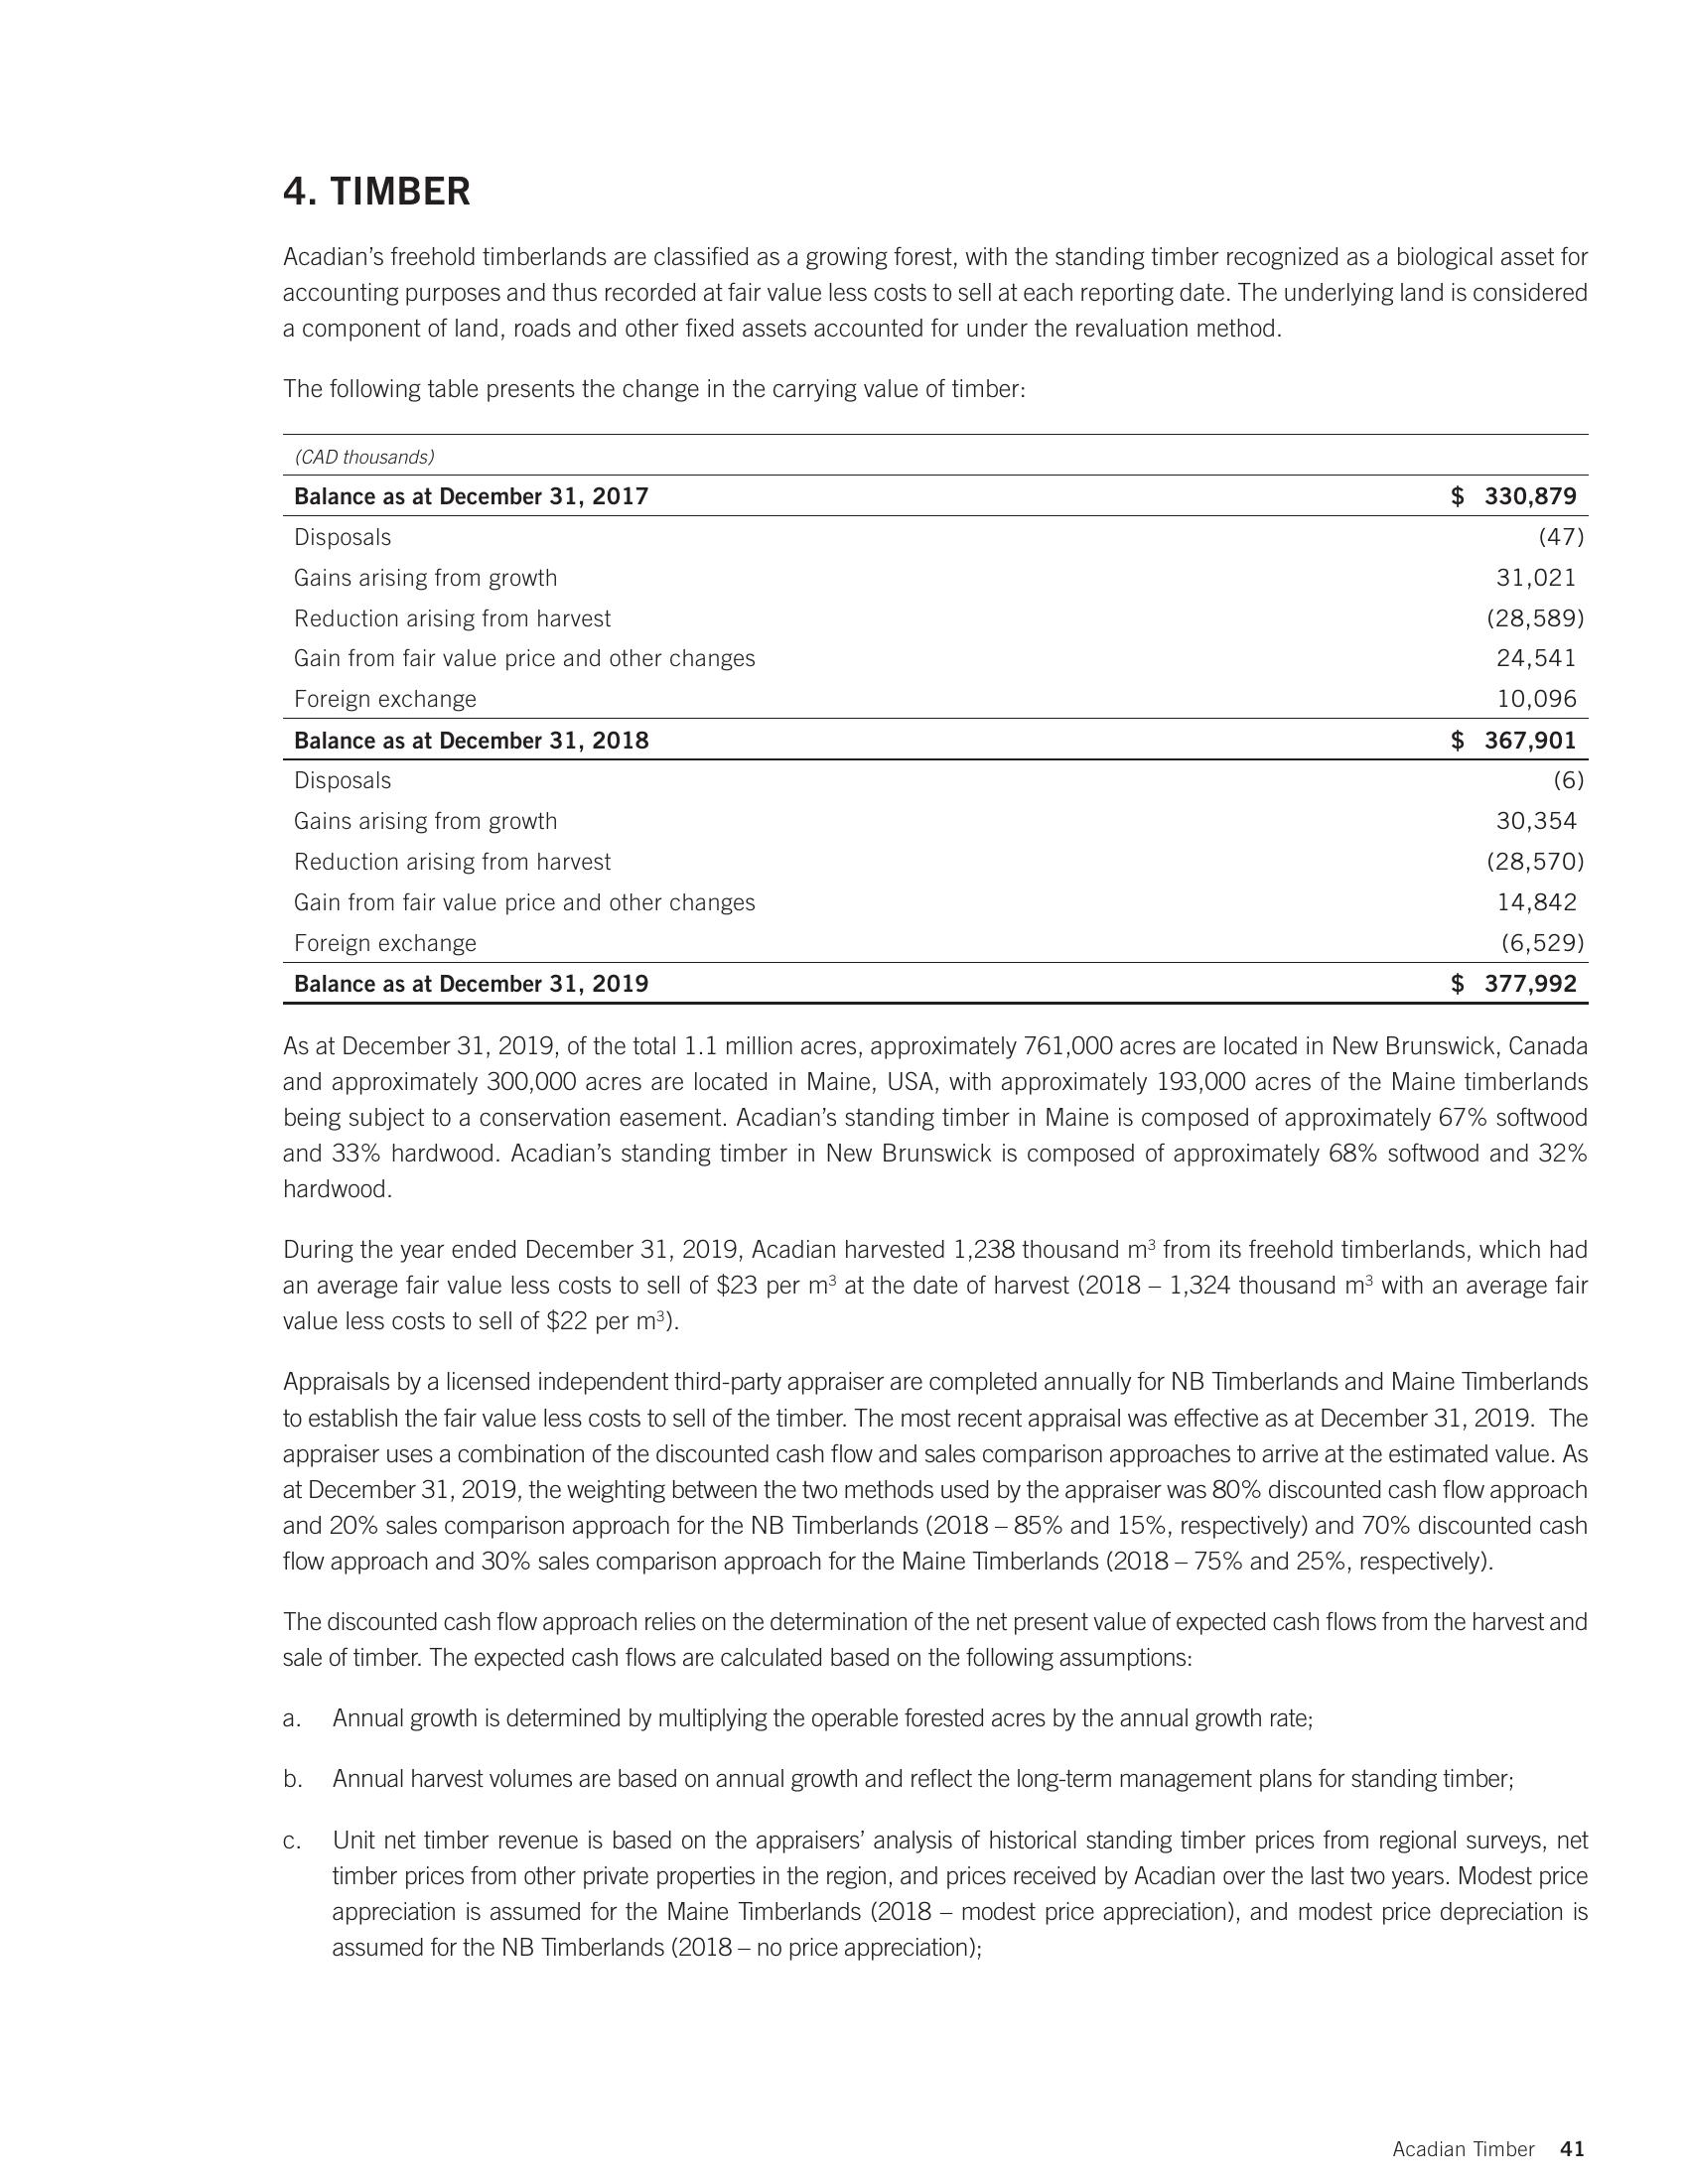 4. TIMBER
Acadian’s freehold timberlands are classified as a growing forest, with the standing timber recognized as a biological asset for
accounting purposes and thus recorded at fair value less costs to sell at each reporting date. The underlying land is considered
a component of land, roads and other fixed assets accounted for under the revaluation method.
The following table presents the change in the carrying value of timber:
(CAD thousands)
Balance as at December 31, 2017 $ 330,879
Disposals (47)
Gains arising from growth 31,021
Reduction arising from harvest (28,589)
Gain from fair value price and other changes 24,541
Foreign exchange 10,096
Balance as at December 31, 2018 $ 367,901
Disposals (6)
Gains arising from growth 30,354
Reduction arising from harvest (28,570)
Gain from fair value price and other changes 14,842
Foreign exchange (6,529)
Balance as at December 31, 2019 $ 377,992
As at December 31, 2019, of the total 1.1 million acres, approximately 761,000 acres are located in New Brunswick, Canada
and approximately 300,000 acres are located in Maine, USA, with approximately 193,000 acres of the Maine timberlands
being subject to a conservation easement. Acadian’s standing timber in Maine is composed of approximately 67% softwood
and 33% hardwood. Acadian’s standing timber in New Brunswick is composed of approximately 68% softwood and 32%
hardwood.
During the year ended December 31, 2019, Acadian harvested 1,238 thousand m³ from its freehold timberlands, which had
an average fair value less costs to sell of $23 per m³ at the date of harvest (2018 – 1,324 thousand m³ with an average fair
value less costs to sell of $22 per m³).
Appraisals by a licensed independent third-party appraiser are completed annually for NB Timberlands and Maine Timberlands
to establish the fair value less costs to sell of the timber. The most recent appraisal was effective as at December 31, 2019. The
appraiser uses a combination of the discounted cash flow and sales comparison approaches to arrive at the estimated value. As
at December 31, 2019, the weighting between the two methods used by the appraiser was 80% discounted cash flow approach
and 20% sales comparison approach for the NB Timberlands (2018 – 85% and 15%, respectively) and 70% discounted cash
flow approach and 30% sales comparison approach for the Maine Timberlands (2018 – 75% and 25%, respectively).
The discounted cash flow approach relies on the determination of the net present value of expected cash flows from the harvest and
sale of timber. The expected cash flows are calculated based on the following assumptions:
a. Annual growth is determined by multiplying the operable forested acres by the annual growth rate;
b. Annual harvest volumes are based on annual growth and reflect the long-term management plans for standing timber;
c. Unit net timber revenue is based on the appraisers’ analysis of historical standing timber prices from regional surveys, net
timber prices from other private properties in the region, and prices received by Acadian over the last two years. Modest price
appreciation is assumed for the Maine Timberlands (2018 – modest price appreciation), and modest price depreciation is
assumed for the NB Timberlands (2018 – no price appreciation);
Acadian Timber 41